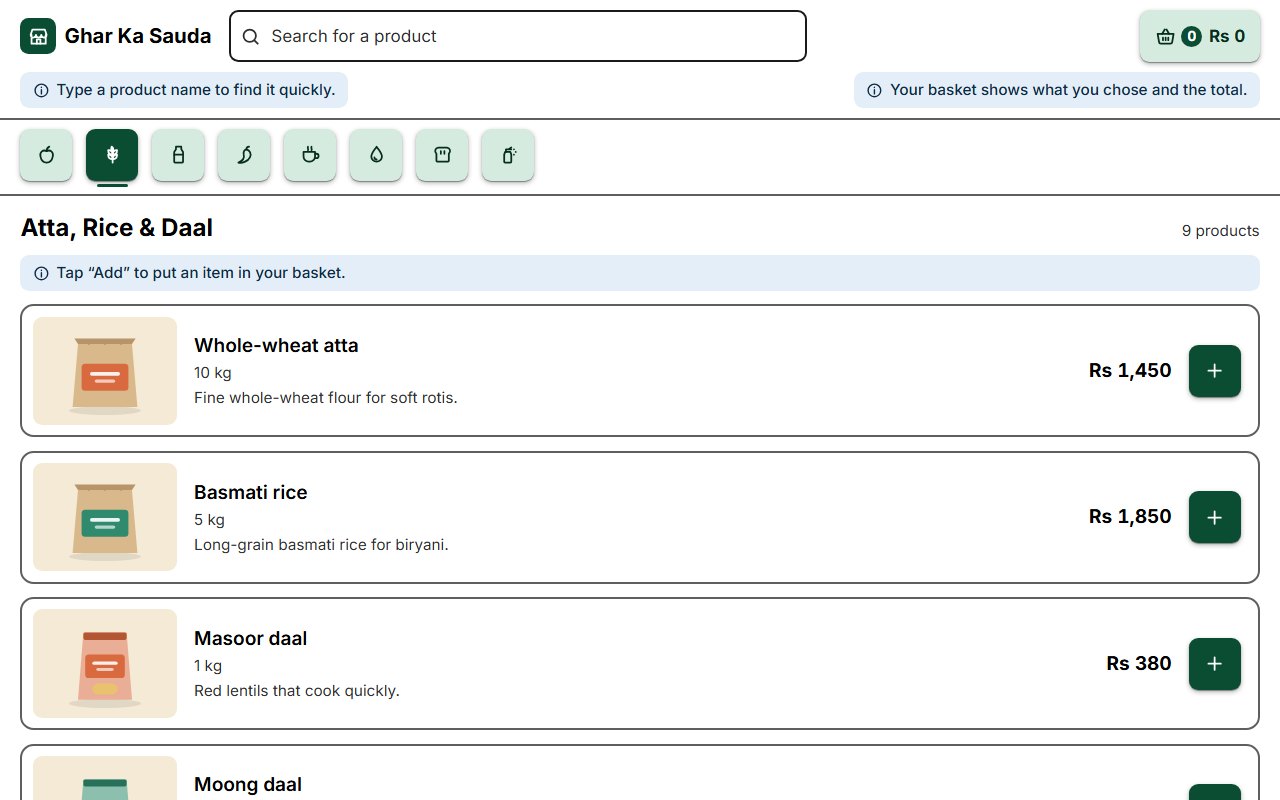 Ghar Ka Sauda
Search for a product
0 Rs 0
Type a product name to find it quickly.
Your basket shows what you chose and the total.
Atta, Rice & Daal
9 products
Tap “Add” to put an item in your basket.
Whole-wheat atta
10 kg
Fine whole-wheat flour for soft rotis.
Rs 1,450
Basmati rice
5 kg
Long-grain basmati rice for biryani.
Rs 1,850
Masoor daal
1 kg
Red lentils that cook quickly.
Rs 380
Moong daal